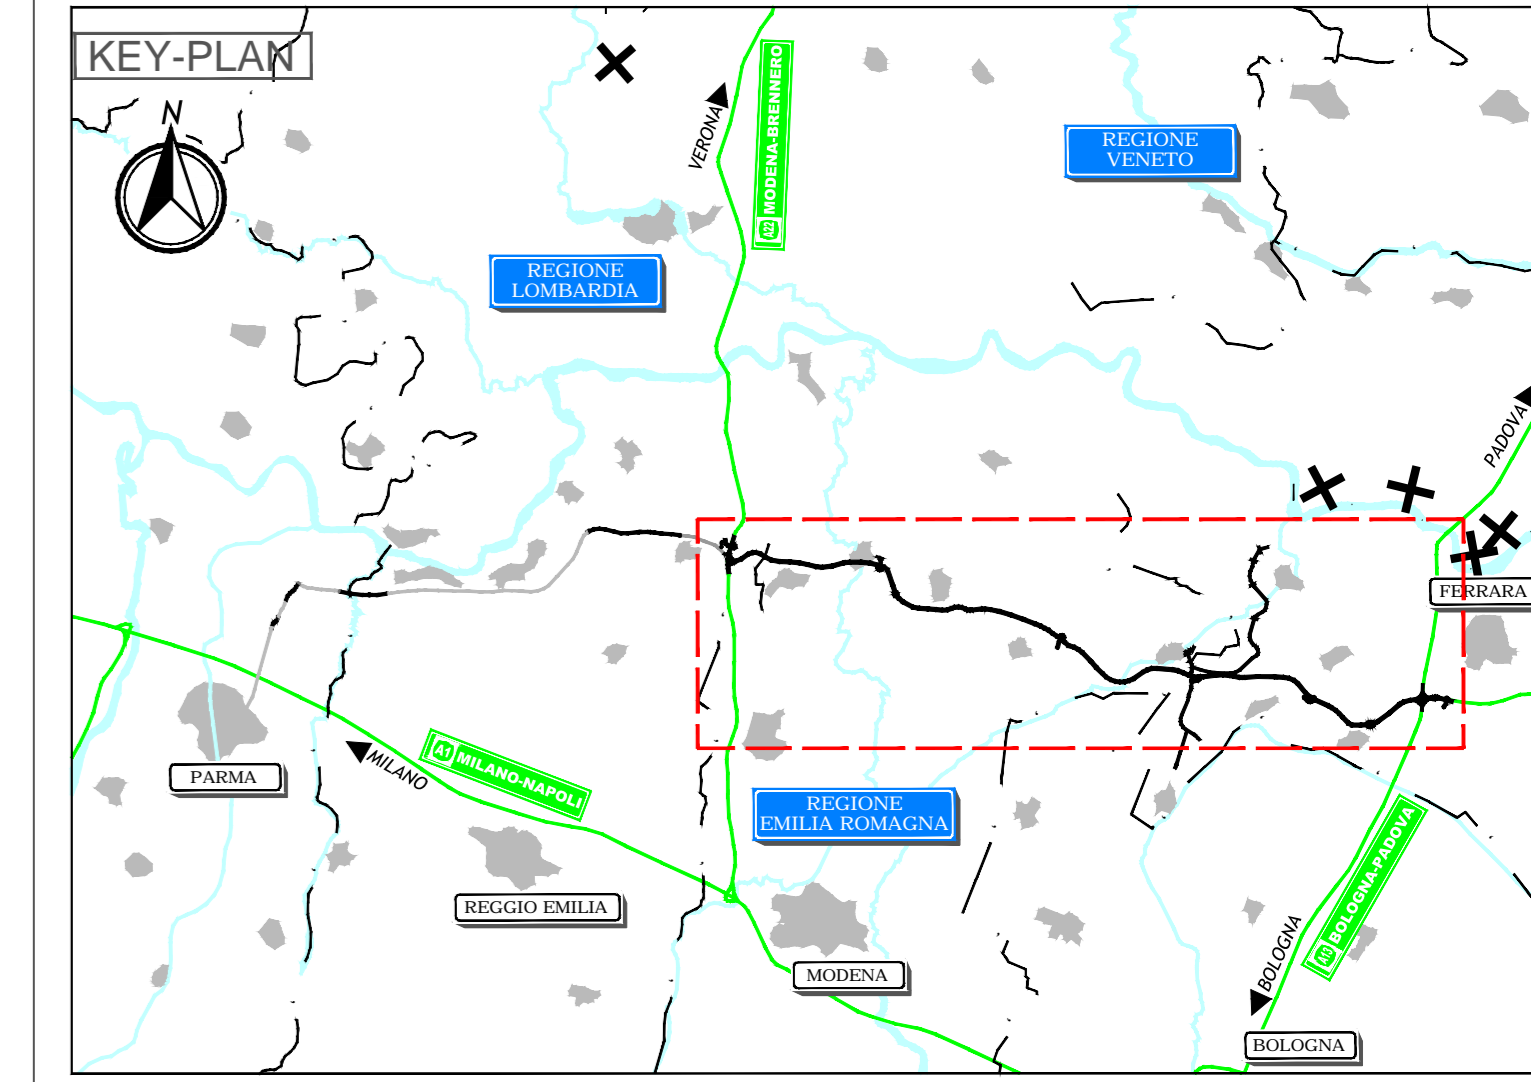 KEY-PLAN
N
VERONA
A22 MODENA-BRENNERO
REGIONE
VENETO
REGIONE
LOMBARDIA
PADOVA
FERRARA
PARMA
MILANO
A1 MILANO-NAPOLI
REGIONE
EMILIA ROMAGNA
REGGIO EMILIA
MODENA
A13 BOLOGNA-PADOVA
BOLOGNA
BOLOGNA